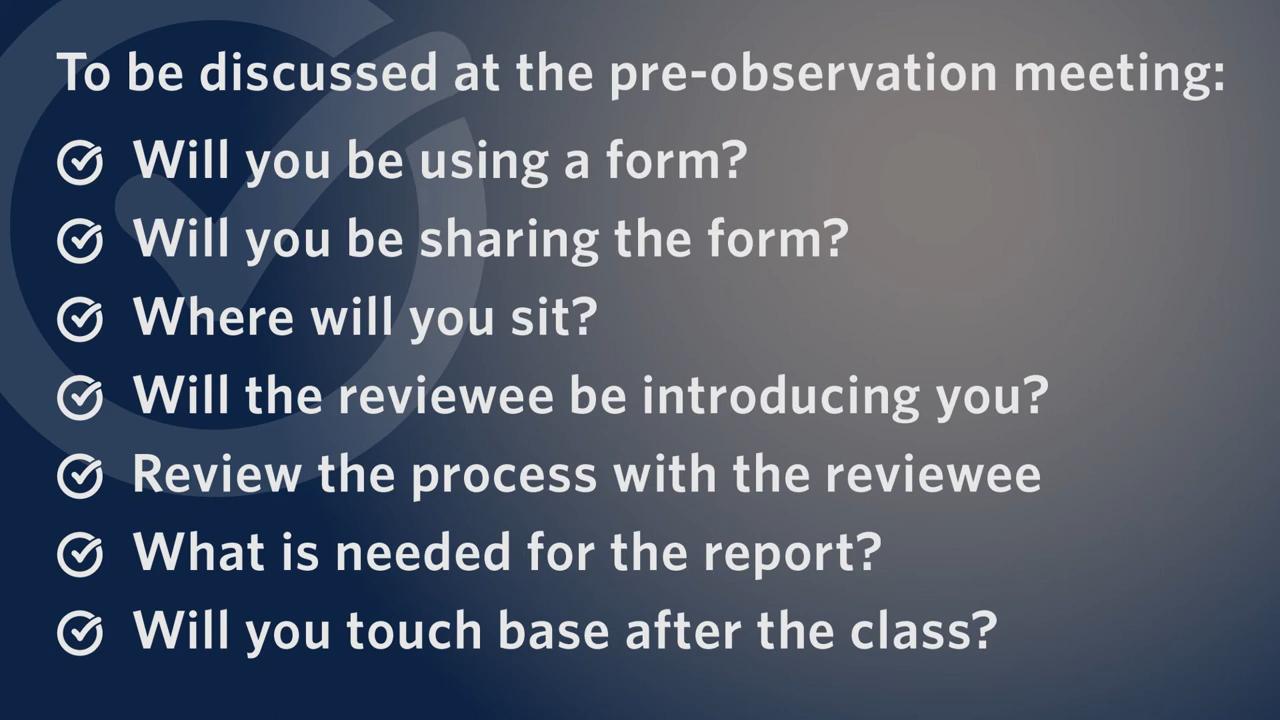 To be discussed at the pre-observation meeting:
Will you be using a form?
Will you be sharing the form?
Where will you sit?
Will the reviewee be introducing you?
Review the process with the reviewee
What is needed for the report?
Will you touch base after the class?